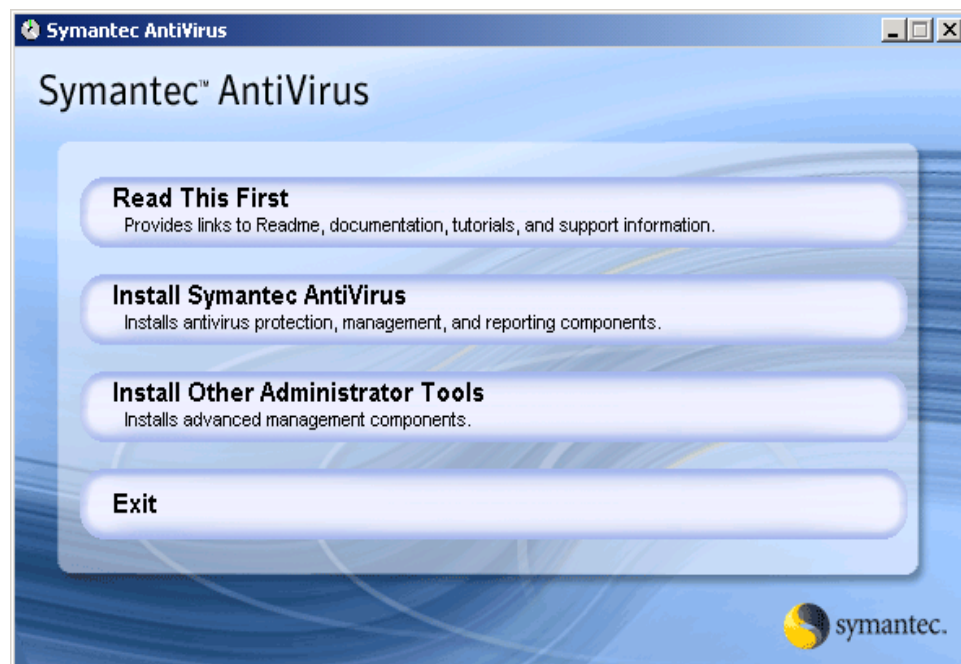 Symantec AntiVirus
Symantec™ AntiVirus
Read This First
Provides links to Readme, documentation, tutorials, and support information.
Install Symantec AntiVirus
Installs antivirus protection, management, and reporting components.
Install Other Administrator Tools
Installs advanced management components.
Exit
symantec.